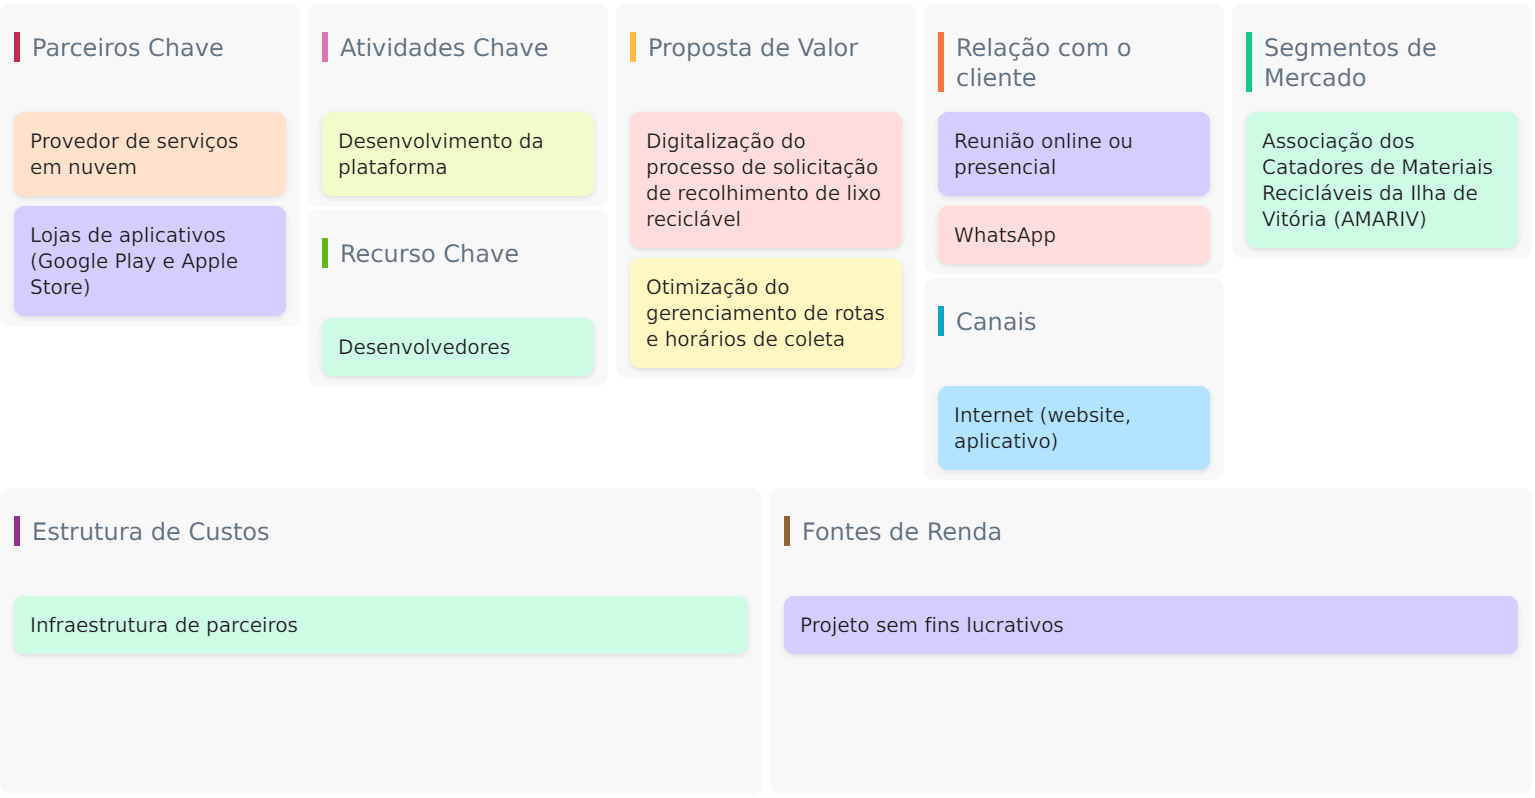 Parceiros Chave
Provedor de serviços
em nuvem
Lojas de aplicativos
(Google Play e Apple
Store)
Atividades Chave
Desenvolvimento da
plataforma
Recurso Chave
Desenvolvedores
Proposta de Valor
Digitalização do
processo de solicitação
de recolhimento de lixo
reciclável
Otimização do
gerenciamento de rotas
e horários de coleta
Relação com o
cliente
Reunião online ou
presencial
WhatsApp
Canais
Internet (website,
aplicativo)
Segmentos de
Mercado
Associação dos
Catadores de Materiais
Recicláveis da Ilha de
Vitória (AMARIV)
Estrutura de Custos
Infraestrutura de parceiros
Fontes de Renda
Projeto sem fins lucrativos